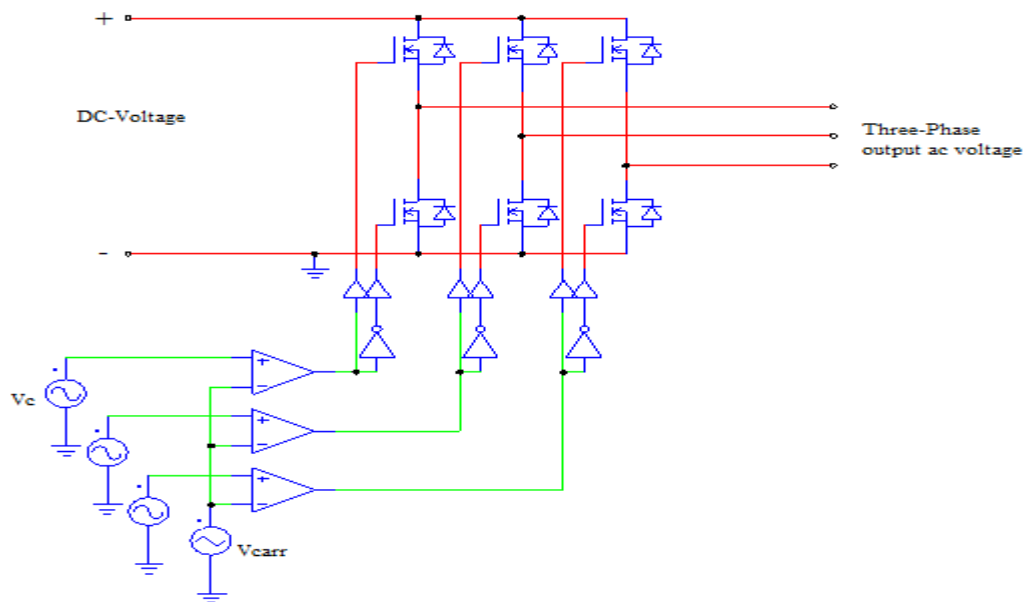 +
DC-Voltage
Three-Phase
output ac voltage
-
Vc
Vcarr